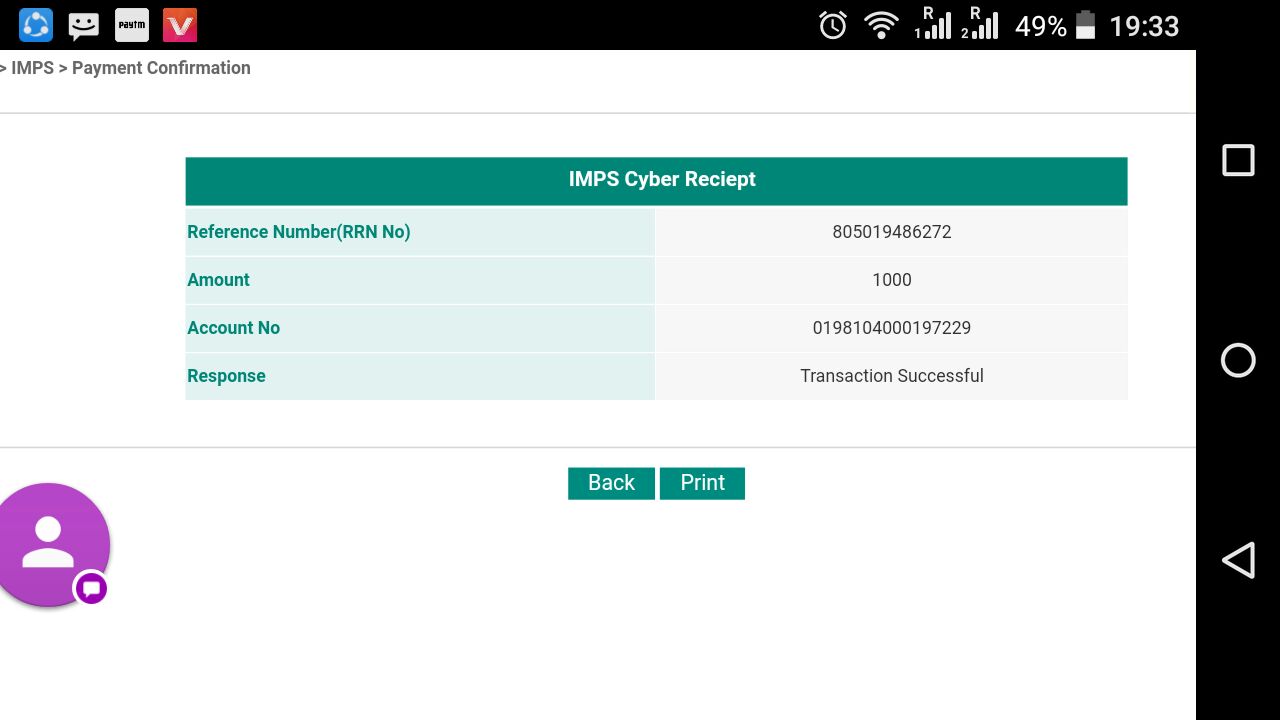 paytm
R R
1 2 49% 19:33
> IMPS > Payment Confirmation
IMPS Cyber Reciept
Reference Number(RRN No) 805019486272
Amount 1000
Account No 0198104000197229
Response Transaction Successful
Back Print